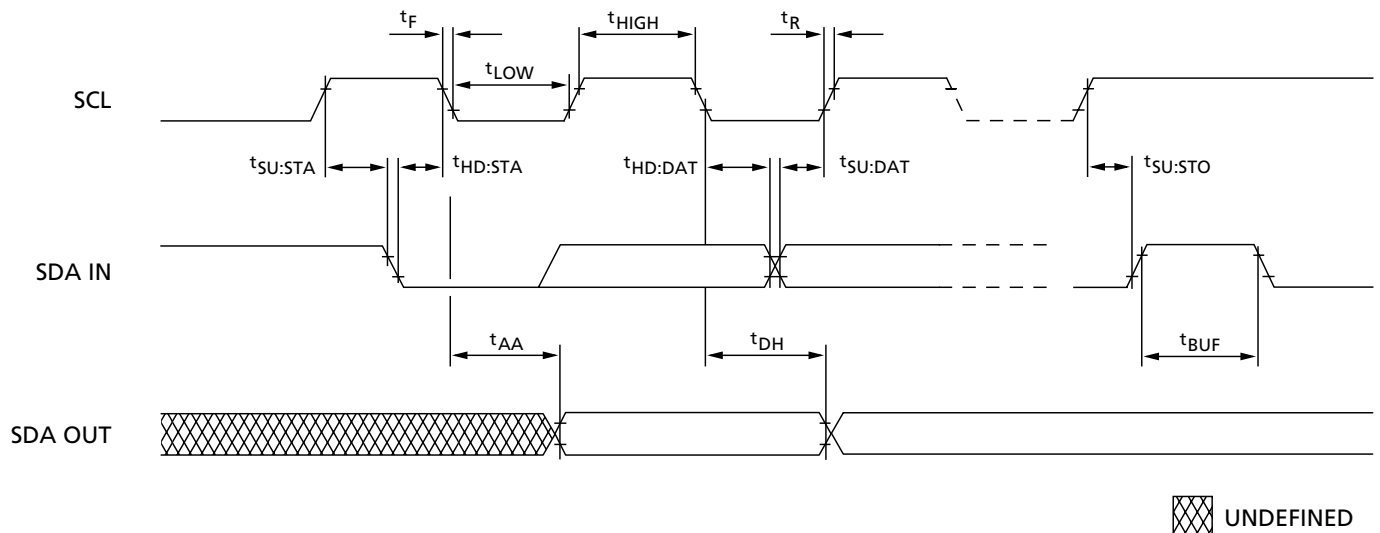 tF
tHIGH
tR
tLOW
SCL
tSU:STA
tHD:STA
tHD:DAT
tSU:DAT
tSU:STO
SDA IN
tAA
tDH
tBUF
SDA OUT
UNDEFINED